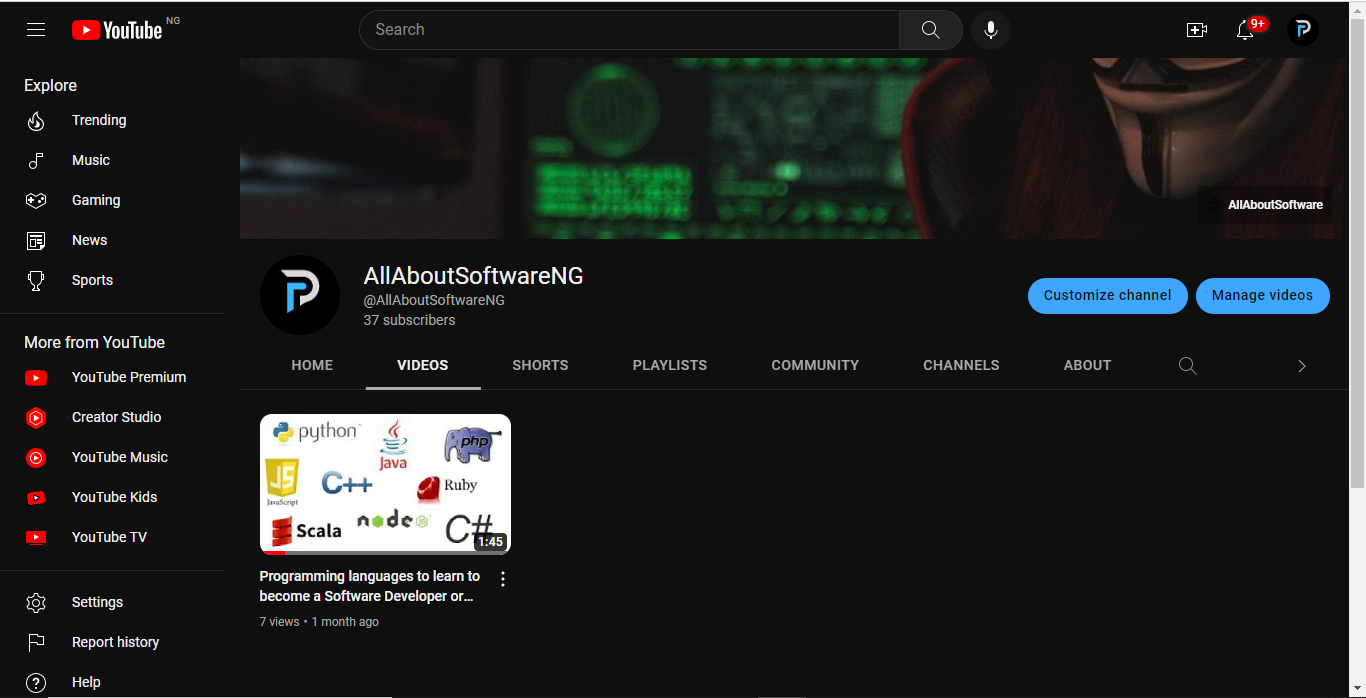 YouTube NG
Search
9+
Explore
Trending
Music
Gaming
News
Sports
More from YouTube
YouTube Premium
Creator Studio
YouTube Music
YouTube Kids
YouTube TV
Settings
Report history
? Help
AllAboutSoftware
P
AllAboutSoftwareNG
@AllAboutSoftwareNG
37 subscribers
Customize channel
Manage videos
HOME VIDEOS SHORTS PLAYLISTS COMMUNITY CHANNELS ABOUT
python
Java
php
JS
JavaScript
C++
Ruby
Scala
node JS
C#
1:45
Programming languages to learn to
become a Software Developer or...
7 views • 1 month ago